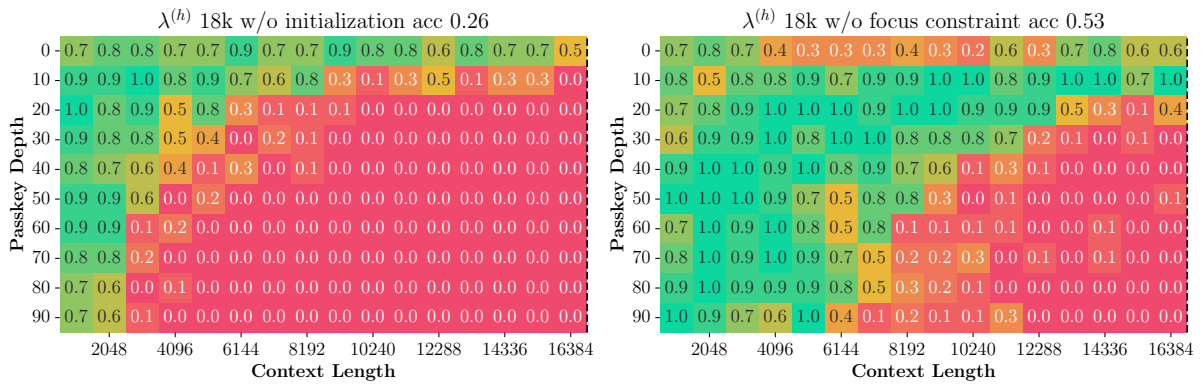 λ^(h) 18k w/o initialization acc 0.26
Passkey Depth
0 0.7 0.8 0.8 0.7 0.7 0.9 0.7 0.7 0.9 0.8 0.8 0.6 0.8 0.7 0.7 0.5
10 0.9 0.9 1.0 0.8 0.9 0.7 0.6 0.8 0.3 0.1 0.3 0.5 0.1 0.3 0.3 0.0
20 1.0 0.8 0.9 0.5 0.8 0.3 0.1 0.1 0.1 0.0 0.0 0.0 0.0 0.0 0.0 0.0
30 0.9 0.8 0.8 0.5 0.4 0.0 0.2 0.1 0.0 0.0 0.0 0.0 0.0 0.0 0.0 0.0
40 0.8 0.7 0.6 0.4 0.1 0.3 0.0 0.1 0.0 0.0 0.0 0.0 0.0 0.0 0.0 0.0
50 0.9 0.9 0.6 0.0 0.2 0.0 0.0 0.0 0.0 0.0 0.0 0.0 0.0 0.0 0.0 0.0
60 0.9 0.9 0.1 0.2 0.0 0.0 0.0 0.0 0.0 0.0 0.0 0.0 0.0 0.0 0.0 0.0
70 0.8 0.8 0.2 0.0 0.0 0.0 0.0 0.0 0.0 0.0 0.0 0.0 0.0 0.0 0.0 0.0
80 0.7 0.6 0.0 0.1 0.0 0.0 0.0 0.0 0.0 0.0 0.0 0.0 0.0 0.0 0.0 0.0
90 0.7 0.6 0.1 0.0 0.0 0.0 0.0 0.0 0.0 0.0 0.0 0.0 0.0 0.0 0.0 0.0
2048 4096 6144 8192 10240 12288 14336 16384
Context Length
λ^(h) 18k w/o focus constraint acc 0.53
Passkey Depth
0 0.7 0.8 0.7 0.4 0.3 0.3 0.3 0.4 0.3 0.2 0.6 0.3 0.7 0.8 0.6 0.6
10 0.8 0.5 0.8 0.8 0.9 0.7 0.9 0.9 1.0 1.0 0.8 0.9 1.0 1.0 0.7 1.0
20 0.7 0.8 0.9 1.0 1.0 0.9 1.0 1.0 0.9 0.9 0.9 0.9 0.5 0.3 0.1 0.4
30 0.6 0.9 0.9 1.0 0.8 1.0 1.0 0.8 0.8 0.8 0.7 0.2 0.1 0.0 0.1 0.0
40 0.9 1.0 1.0 0.9 1.0 0.8 0.9 0.7 0.6 0.1 0.3 0.1 0.0 0.0 0.0 0.0
50 1.0 1.0 1.0 0.9 0.7 0.5 0.8 0.8 0.3 0.0 0.1 0.0 0.0 0.0 0.0 0.1
60 0.7 1.0 0.9 1.0 0.8 0.5 0.8 0.1 0.1 0.1 0.1 0.0 0.0 0.1 0.0 0.0
70 0.8 1.0 0.9 1.0 0.9 0.7 0.5 0.2 0.2 0.3 0.0 0.1 0.0 0.1 0.0 0.0
80 0.9 1.0 0.9 0.9 0.9 0.8 0.5 0.3 0.2 0.1 0.0 0.0 0.0 0.0 0.0 0.0
90 1.0 0.9 0.7 0.6 1.0 0.4 0.1 0.2 0.1 0.1 0.3 0.0 0.0 0.0 0.0 0.0
2048 4096 6144 8192 10240 12288 14336 16384
Context Length